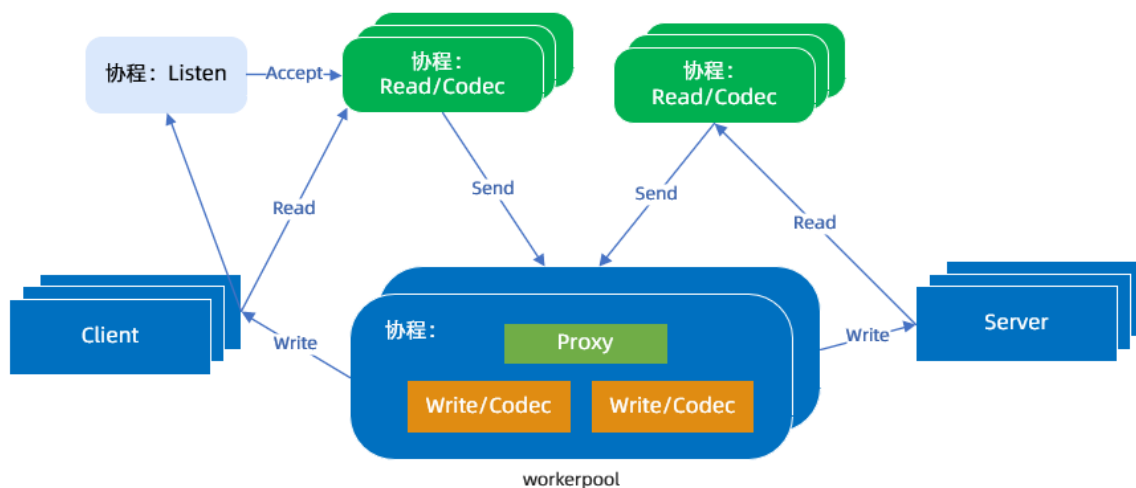 协程：Listen
Accept
协程：
Read/Codec
协程：
Read/Codec
Read
Send
Send
Read
Client
Write
协程：
Proxy
Write/Codec
Write/Codec
Write
Server
workerpool